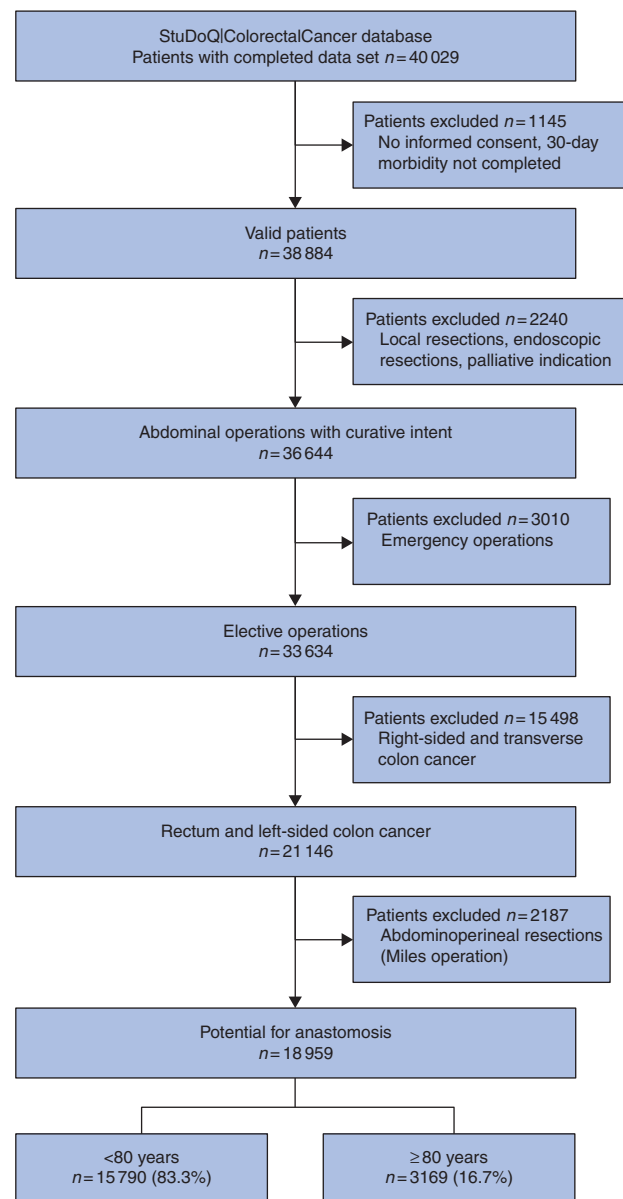 StuDoQ|ColorectalCancer database
Patients with completed data set n=40 029
Patients excluded n=1145
No informed consent, 30-day
morbidity not completed
Valid patients
n=38 884
Patients excluded n=2240
Local resections, endoscopic
resections, palliative indication
Abdominal operations with curative intent
n=36 644
Patients excluded n=3010
Emergency operations
Elective operations
n=33 634
Patients excluded n=15 498
Right-sided and transverse
colon cancer
Rectum and left-sided colon cancer
n=21 146
Patients excluded n=2187
Abdominoperineal resections
(Miles operation)
Potential for anastomosis
n=18 959
<80 years
n=15 790 (83.3%)
≥80 years
n=3169 (16.7%)